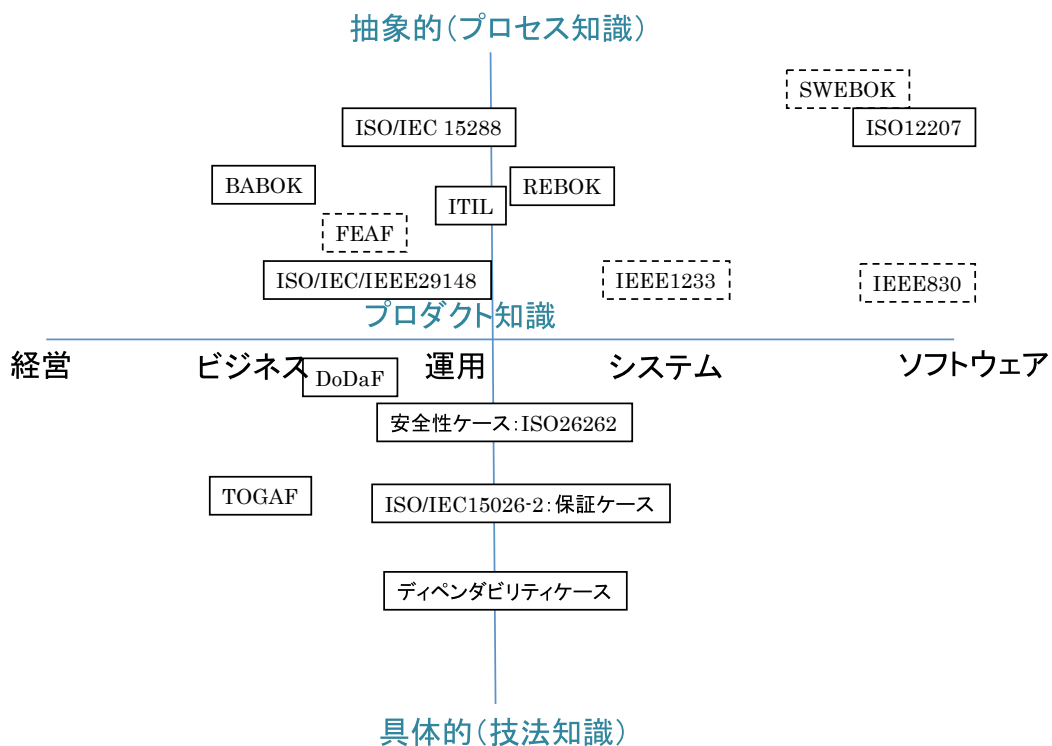 抽象的(プロセス知識)
SWEBOK
ISO/IEC 15288
ISO12207
BABOK
REBOK
ITIL
FEAF
ISO/IEC/IEEE29148
IEEE1233
IEEE830
プロダクト知識
経営
ビジネス
運用
システム
ソフトウェア
DoDaF
安全性ケース:ISO26262
TOGAF
ISO/IEC15026-2:保証ケース
ディペンダビリティケース
具体的(技法知識)